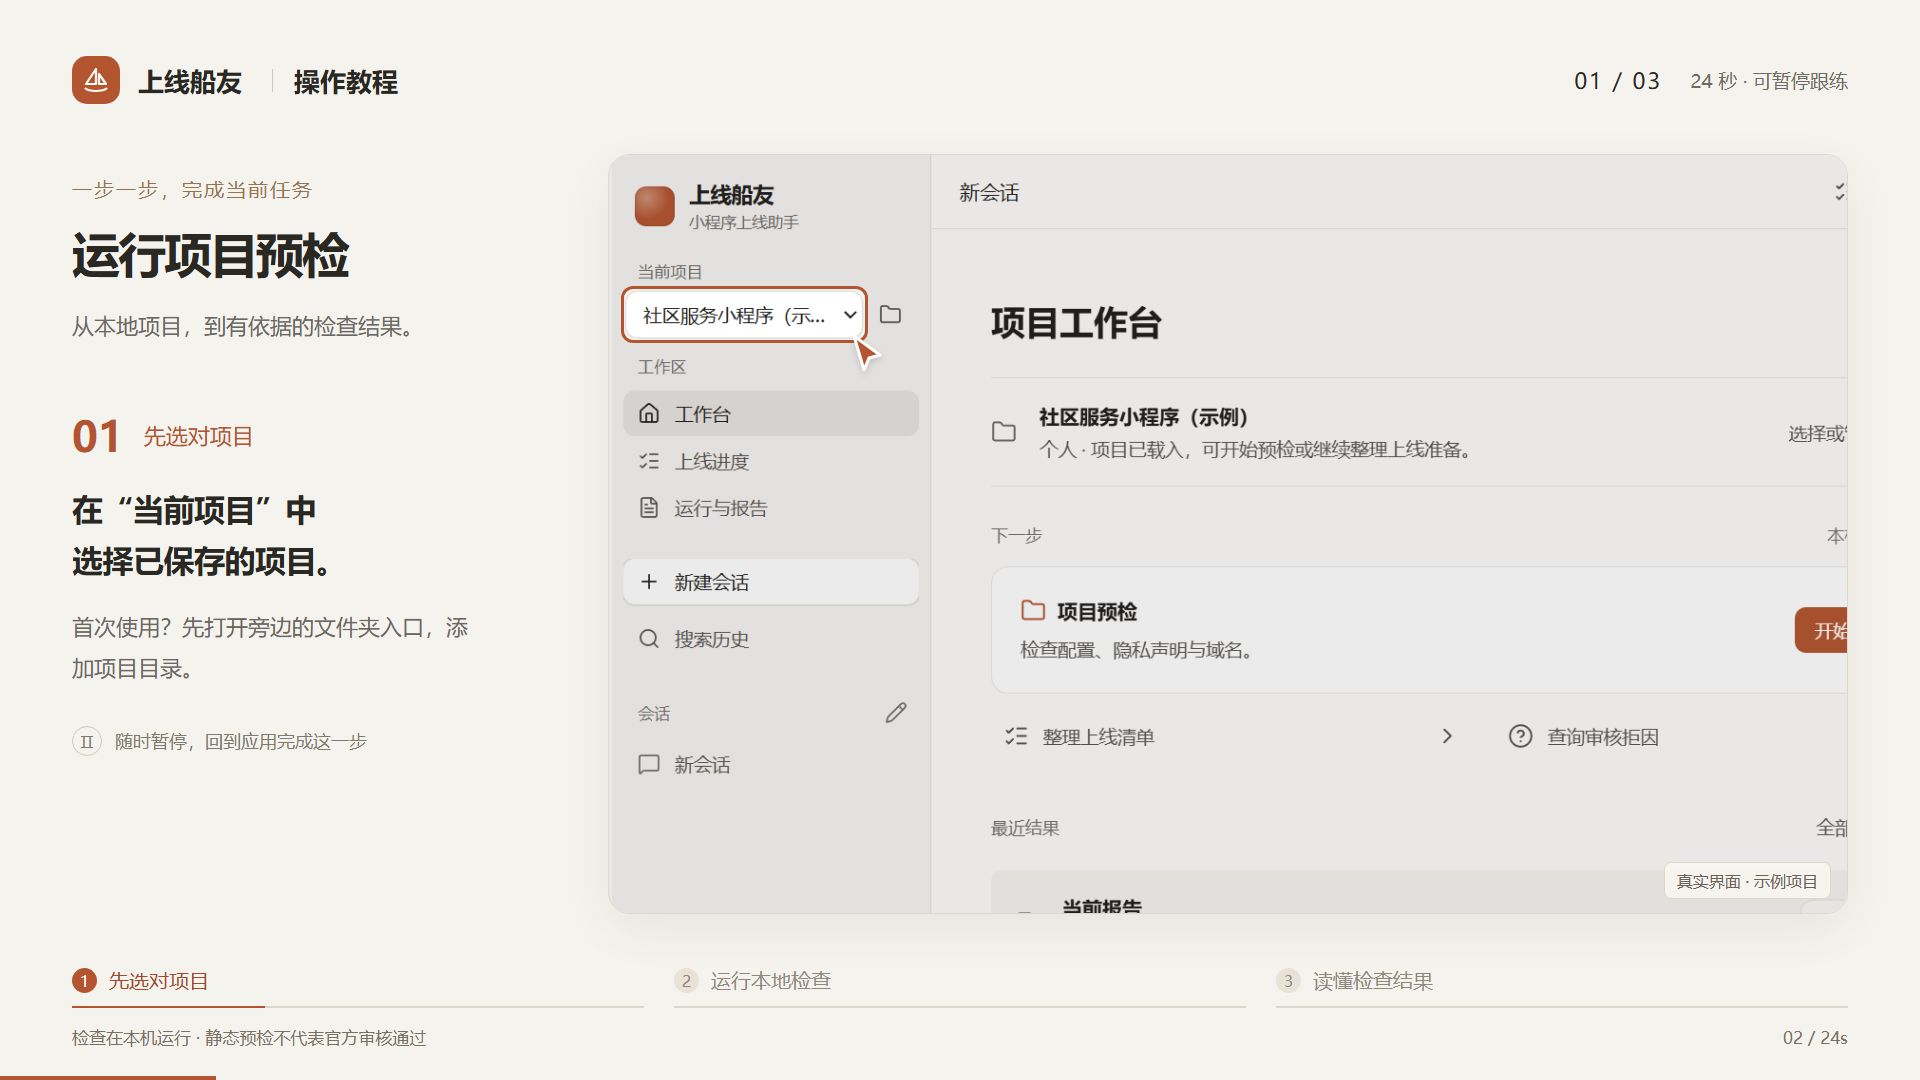 上线船友
操作教程
01 / 03
24 秒 · 可暂停跟练
一步一步，完成当前任务
运行项目预检
从本地项目，到有依据的检查结果。
01 先选对项目
在“当前项目”中
选择已保存的项目。
首次使用？先打开旁边的文件夹入口，添
加项目目录。
随时暂停，回到应用完成这一步
上线船友
小程序上线助手
当前项目
社区服务小程序（示...
工作区
工作台
上线进度
运行与报告
新建会话
搜索历史
会话
新会话
新会话
项目工作台
社区服务小程序（示例）
个人 · 项目已载入，可开始预检或继续整理上线准备。
选择或
下一步
本
项目预检
检查配置、隐私声明与域名。
开始
整理上线清单
查询审核拒因
最近结果
全部
当前报告
真实界面 · 示例项目
1 先选对项目
2 运行本地检查
3 读懂检查结果
检查在本机运行 · 静态预检不代表官方审核通过
02 / 24s